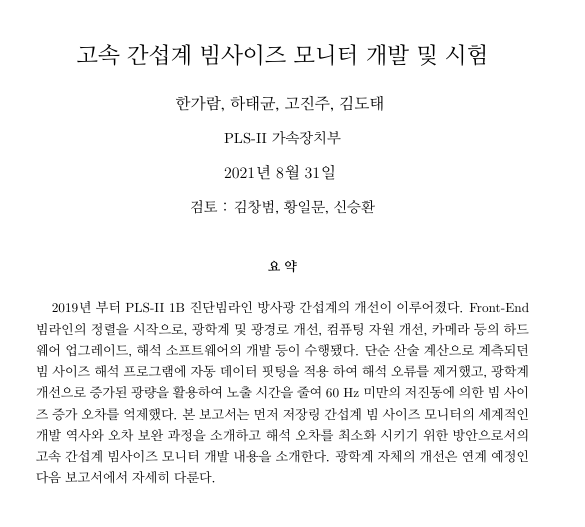 고속 간섭계 빔사이즈 모니터 개발 및 시험
한가람, 하태균, 고진주, 김도태
PLS-II 가속장치부
2021년 8월 31일
검토 : 김창범, 황일문, 신승환
요 약
2019년 부터 PLS-II 1B 진단빔라인 방사광 간섭계의 개선이 이루어졌다. Front-End
빔라인의 정렬을 시작으로, 광학계 및 광경로 개선, 컴퓨팅 자원 개선, 카메라 등의 하드
웨어 업그레이드, 해석 소프트웨어의 개발 등이 수행됐다. 단순 산술 계산으로 계측되던
빔 사이즈 해석 프로그램에 자동 데이터 핏팅을 적용 하여 해석 오류를 제거했고, 광학계
개선으로 증가된 광량을 활용하여 노출 시간을 줄여 60 Hz 미만의 저진동에 의한 빔 사이
즈 증가 오차를 억제했다. 본 보고서는 먼저 저장링 간섭계 빔 사이즈 모니터의 세계적인
개발 역사와 오차 보완 과정을 소개하고 해석 오차를 최소화 시키기 위한 방안으로서의
고속 간섭계 빔사이즈 모니터 개발 내용을 소개한다. 광학계 자체의 개선은 연계 예정인
다음 보고서에서 자세히 다룬다.